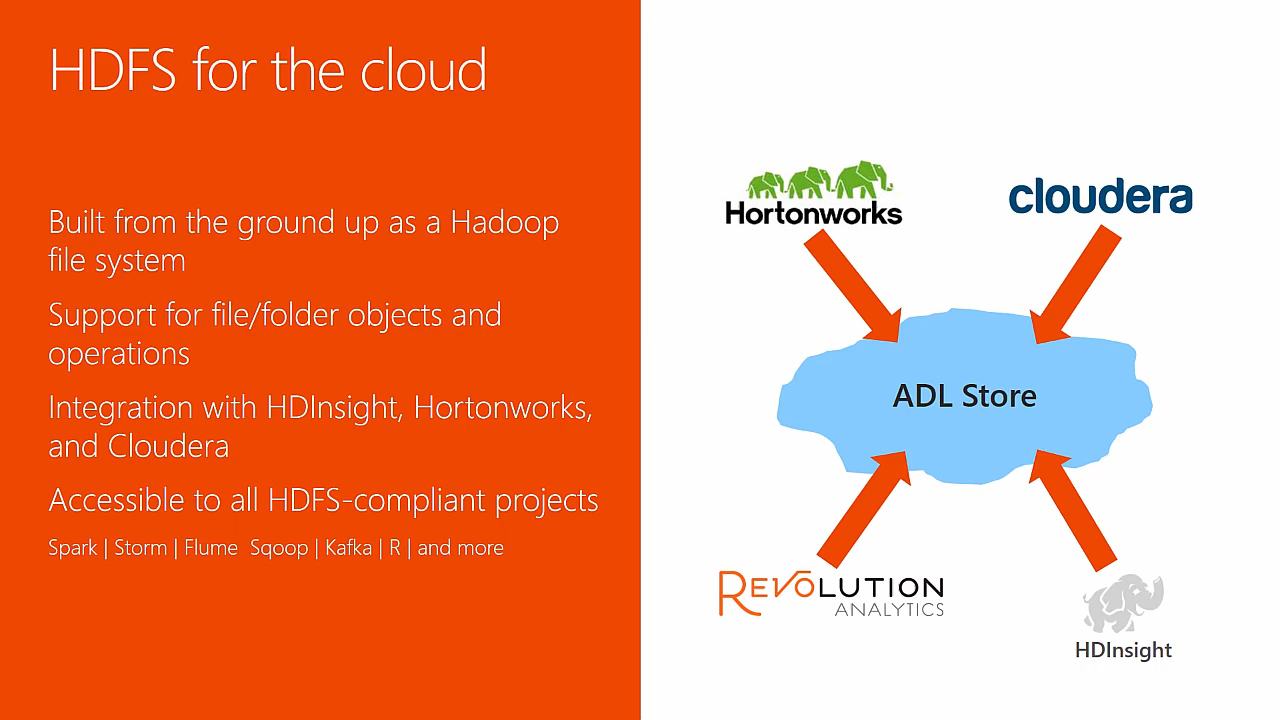 HDFS for the cloud
Built from the ground up as a Hadoop
file system
Support for file/folder objects and
operations
Integration with HDInsight, Hortonworks,
and Cloudera
Accessible to all HDFS-compliant projects
Spark | Storm | Flume  Sqoop | Kafka | R | and more
Hortonworks
cloudera
ADL Store
REVOLUTION
ANALYTICS
HDInsight